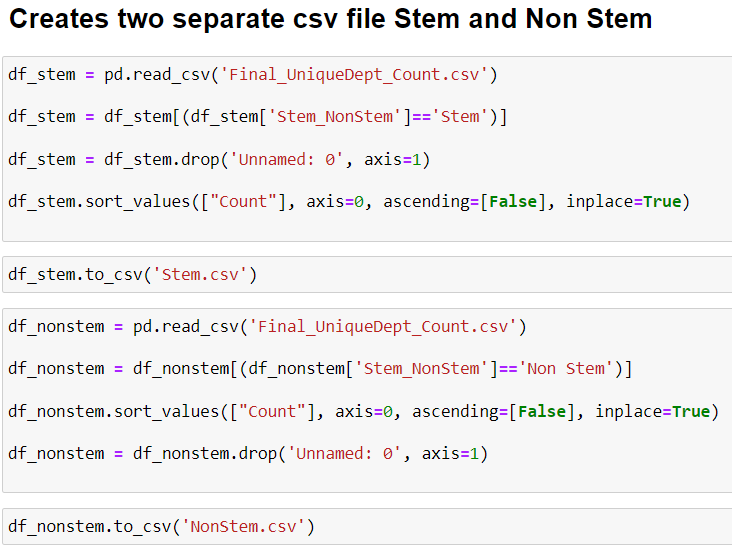 Creates two separate csv file Stem and Non Stem
df_stem = pd.read_csv('Final_UniqueDept_Count.csv')
df_stem = df_stem[(df_stem['Stem_NonStem']=='Stem')]
df_stem = df_stem.drop('Unnamed: 0', axis=1)
df_stem.sort_values(["Count"], axis=0, ascending=[False], inplace=True)
df_stem.to_csv('Stem.csv')
df_nonstem = pd.read_csv('Final_UniqueDept_Count.csv')
df_nonstem = df_nonstem[(df_nonstem['Stem_NonStem']=='Non Stem')]
df_nonstem.sort_values(["Count"], axis=0, ascending=[False], inplace=True)
df_nonstem = df_nonstem.drop('Unnamed: 0', axis=1)
df_nonstem.to_csv('NonStem.csv')